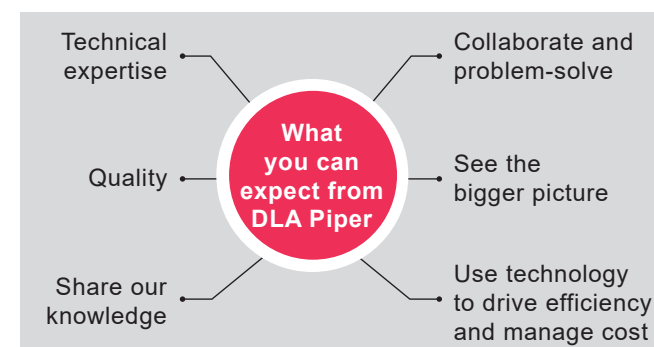 Technical
expertise
Quality
Share our
knowledge
What
you can
expect from
DLA Piper
Collaborate and
problem-solve
See the
bigger picture
Use technology
to drive efficiency
and manage cost